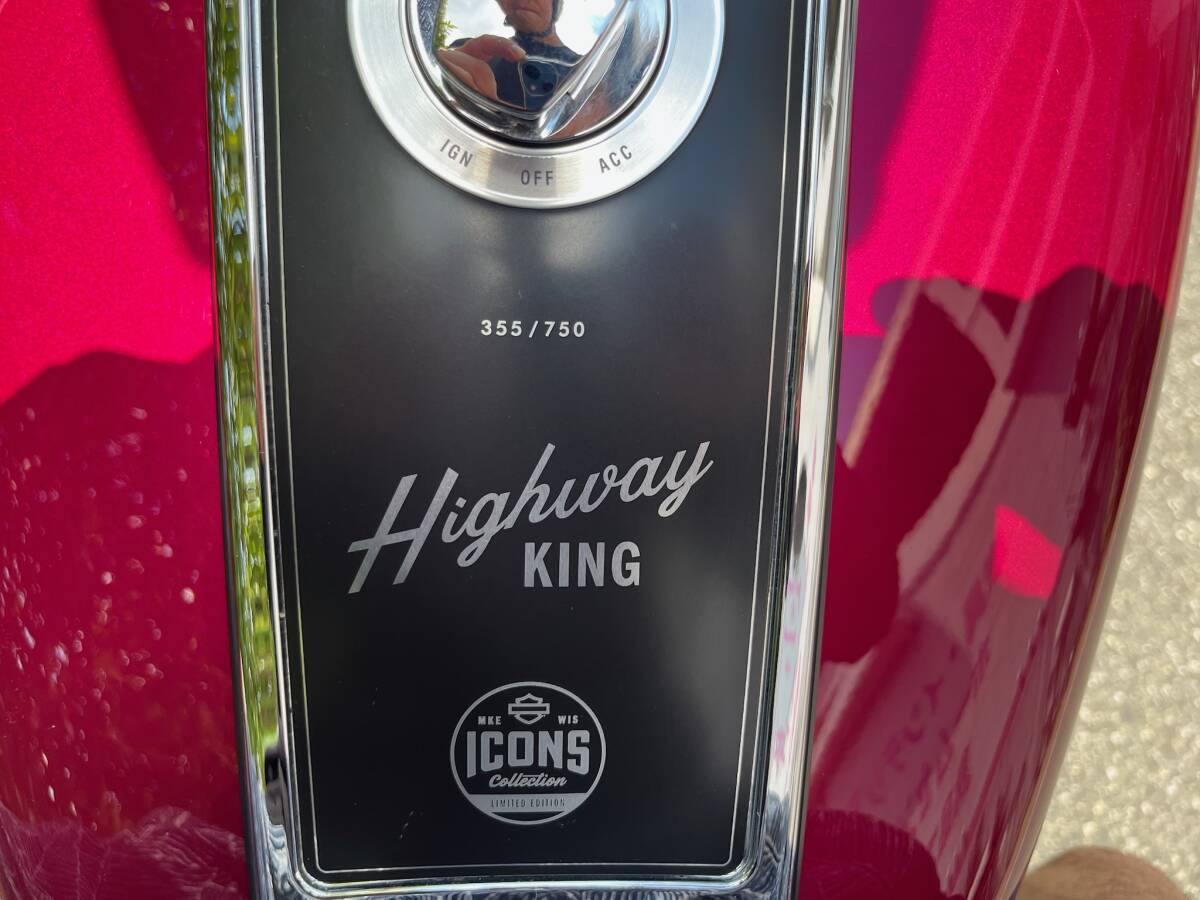 IGN OFF ACC
355/750
Highway
KING
MKE WIS
ICONS
Collection
LIMITED EDITION